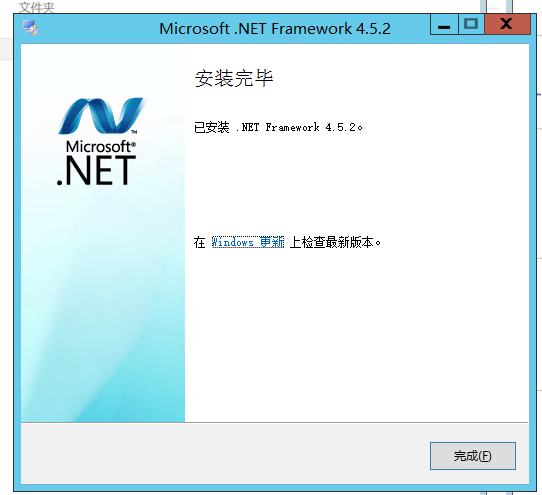 文件夹
Microsoft .NET Framework 4.5.2
安装完毕
已安装 .NET Framework 4.5.2。
Microsoft®
.NET™
在 Windows 更新 上检查最新版本。
完成(F)